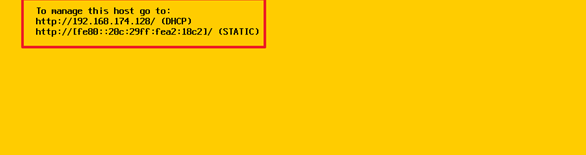 To manage this host go to:
http://192.168.174.128/ (DHCP)
http://[fe80::20c:29ff:fea2:18c2]/ (STATIC)